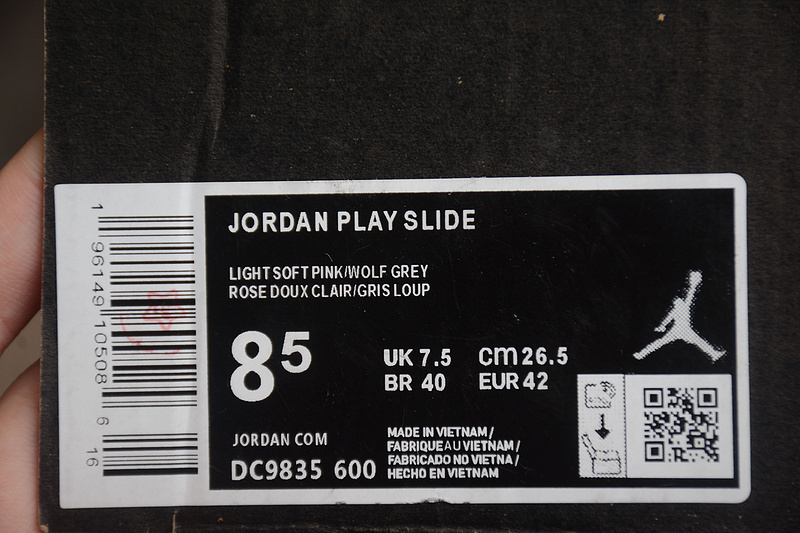 JORDAN PLAY SLIDE
LIGHT SOFT PINK/WOLF GREY
ROSE DOUX CLAIR/GRIS LOUP
8 5
UK 7.5 cm 26.5
BR 40 EUR 42
JORDAN COM
DC9835 600
MADE IN VIETNAM /
FABRIQUE AU VIETNAM /
FABRICADO NO VIETNA /
HECHO EN VIETNAM
1 96149 10508 6 16